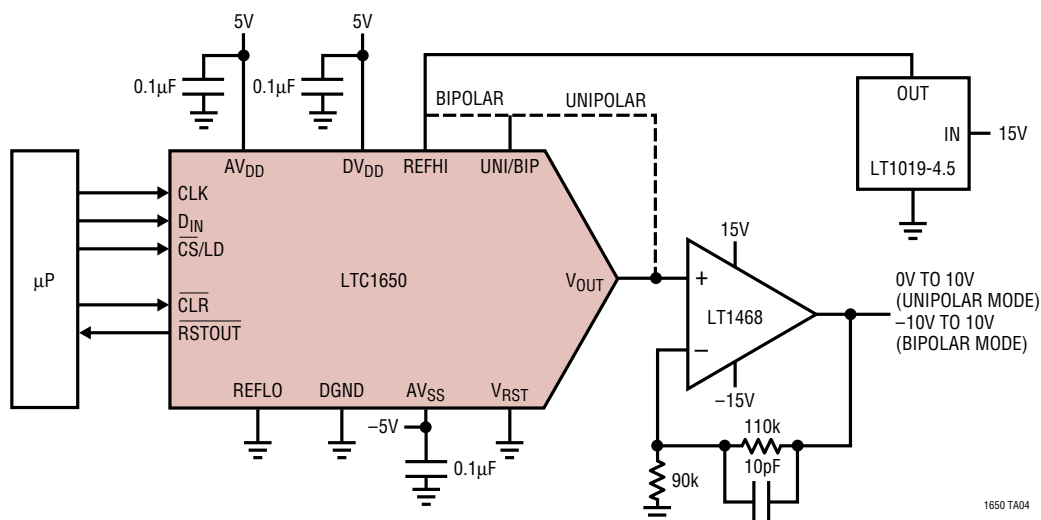 5V
5V
0.1μF
0.1μF
BIPOLAR
UNIPOLAR
OUT
IN
15V
LT1019-4.5
AVDD
DVDD
REFHI
UNI/BIP
μP
CLK
DIN
CS/LD
CLR
RSTOUT
LTC1650
VOUT
REFLO
DGND
AVSS
VRST
–5V
0.1μF
15V
+
LT1468
–
–15V
0V TO 10V
(UNIPOLAR MODE)
–10V TO 10V
(BIPOLAR MODE)
110k
10pF
90k
1650 TA04